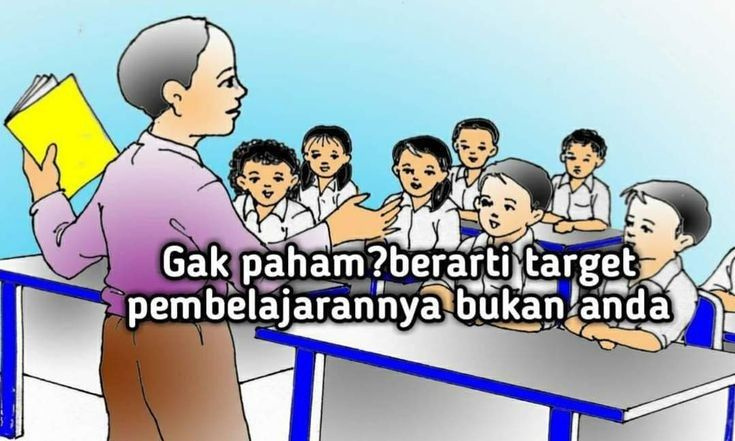 Gak paham?berarti target
pembelajarannya bukan anda